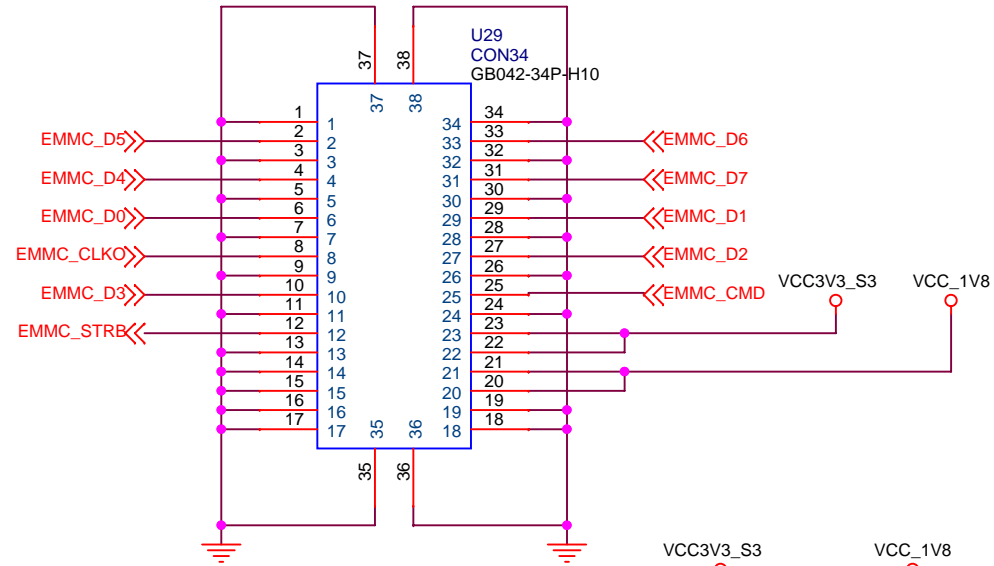 U29
CON34
GB042-34P-H10
37 38
37 38
1 1 34 34
EMMC_D5 2 2 33 33 EMMC_D6
3 3 32 32
EMMC_D4 4 4 31 31 EMMC_D7
5 5 30 30
EMMC_D0 6 6 29 29 EMMC_D1
7 7 28 28
EMMC_CLKO 8 8 27 27 EMMC_D2
9 9 26 26
EMMC_D3 10 10 25 25 EMMC_CMD VCC3V3_S3 VCC_1V8
11 11 24 24
EMMC_STRB 12 12 23 23
13 13 22 22
14 14 21 21
15 15 20 20
16 16 19 19
17 17 18 18
35 36
35 36
VCC3V3_S3 VCC_1V8